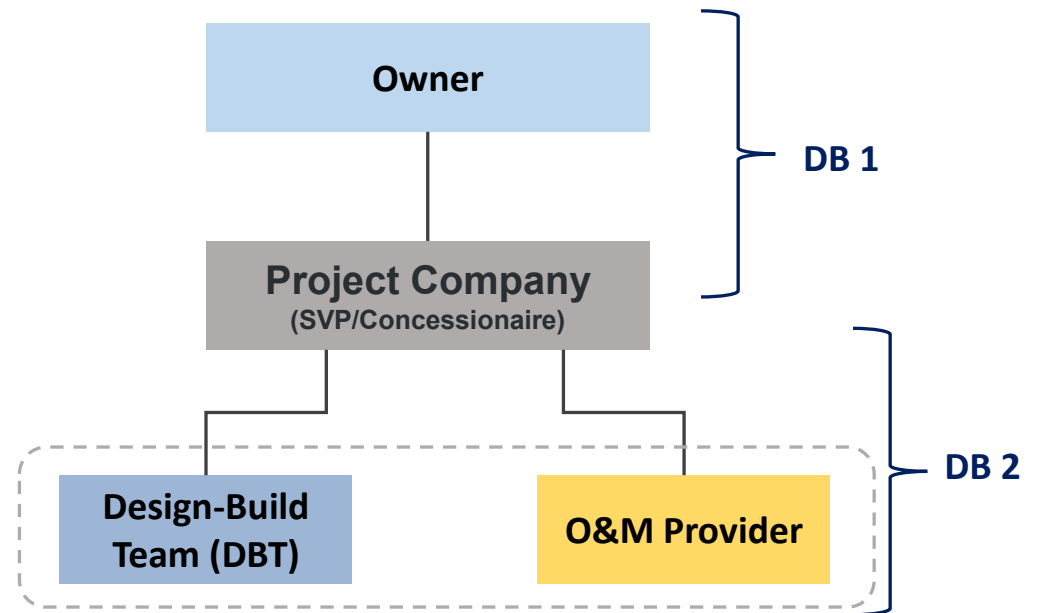 Owner
DB 1
Project Company
(SVP/Concessionaire)
DB 2
Design-Build
Team (DBT)
O&M Provider